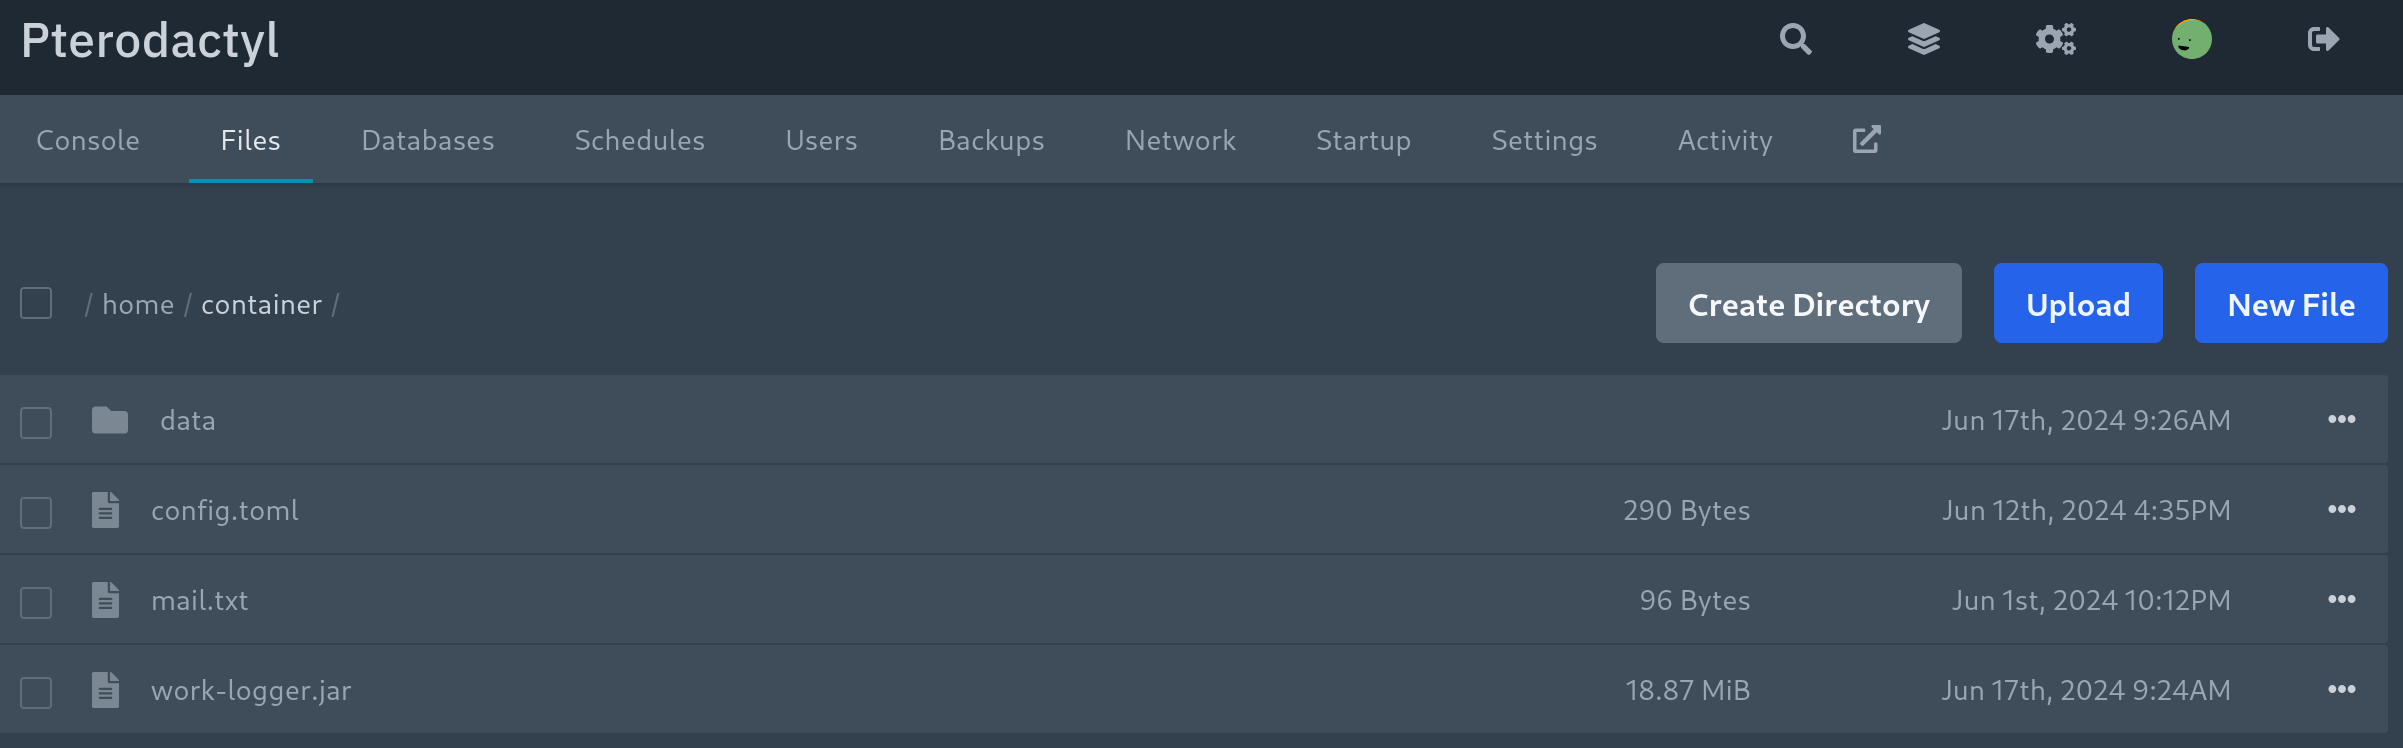 Pterodactyl
Console Files Databases Schedules Users Backups Network Startup Settings Activity
/ home / container / Create Directory Upload New File
data Jun 17th, 2024 9:26AM
config.toml 290 Bytes Jun 12th, 2024 4:35PM
mail.txt 96 Bytes Jun 1st, 2024 10:12PM
work-logger.jar 18.87 MiB Jun 17th, 2024 9:24AM